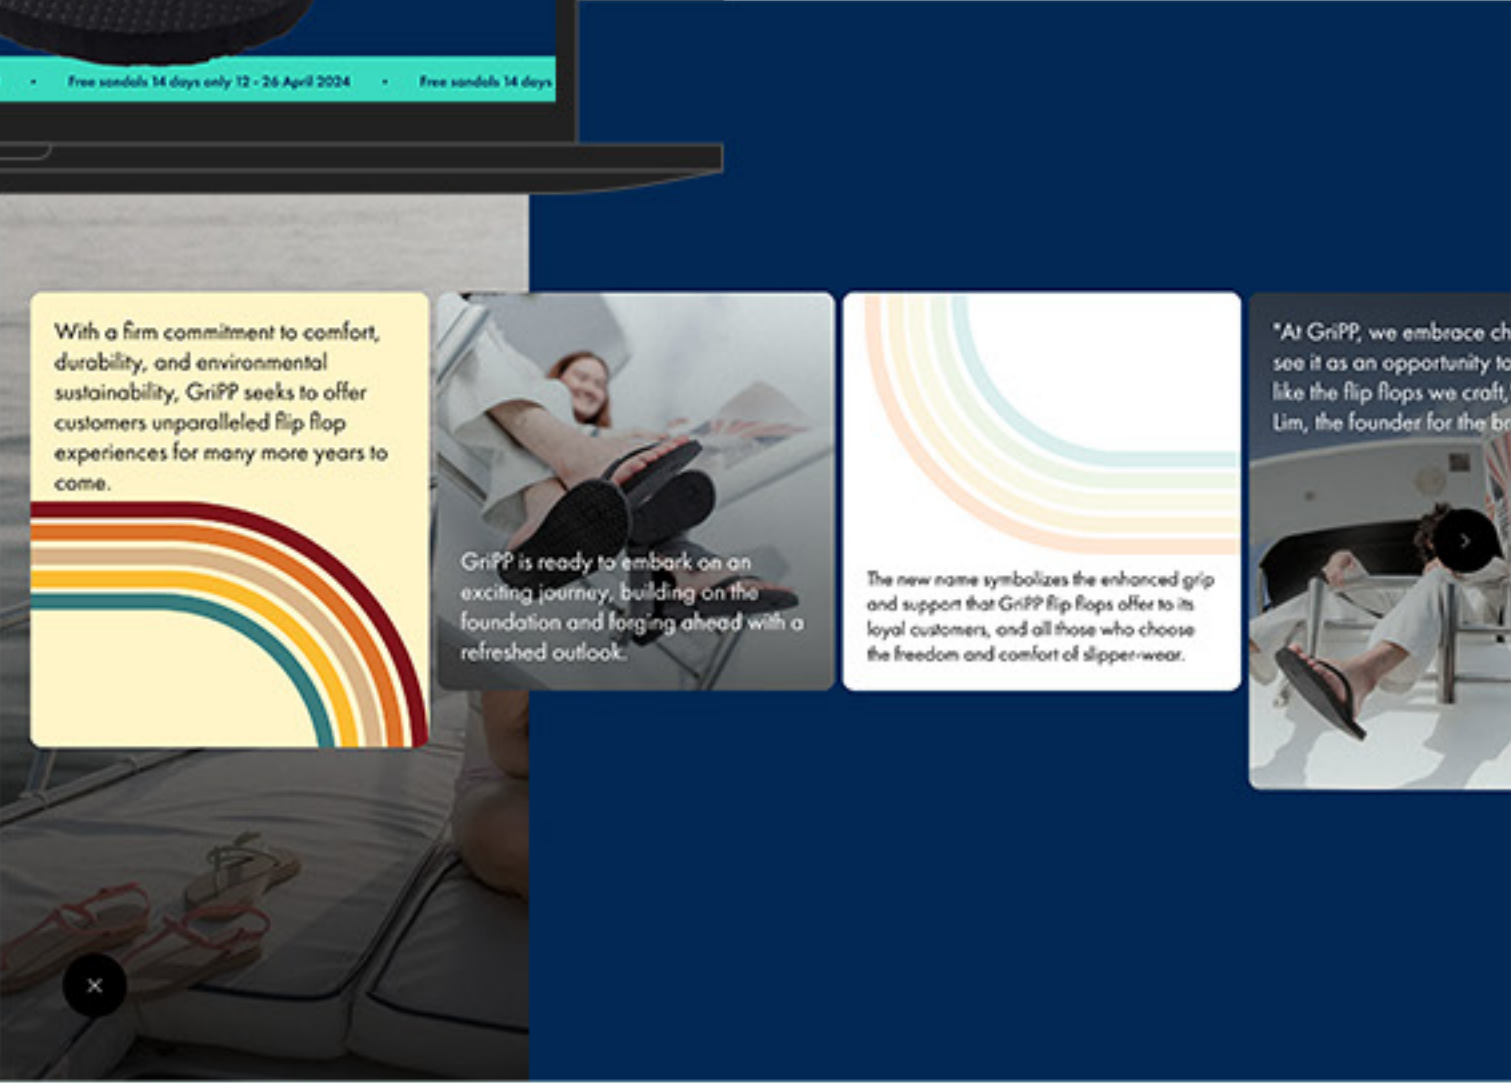 Free sandals 14 days only 12 - 26 April 2024 • Free sandals 14 days
With a firm commitment to comfort,
durability, and environmental
sustainability, GriPP seeks to offer
customers unparalleled flip flop
experiences for many more years to
come.
GriPP is ready to embark on an
exciting journey, building on the
foundation and forging ahead with a
refreshed outlook.
The new name symbolizes the enhanced grip
and support that GriPP flip flops offer to its
loyal customers, and all those who choose
the freedom and comfort of slipper-wear.
"At GriPP, we embrace ch
see it as an opportunity to
like the flip flops we craft,
Lim, the founder for the br